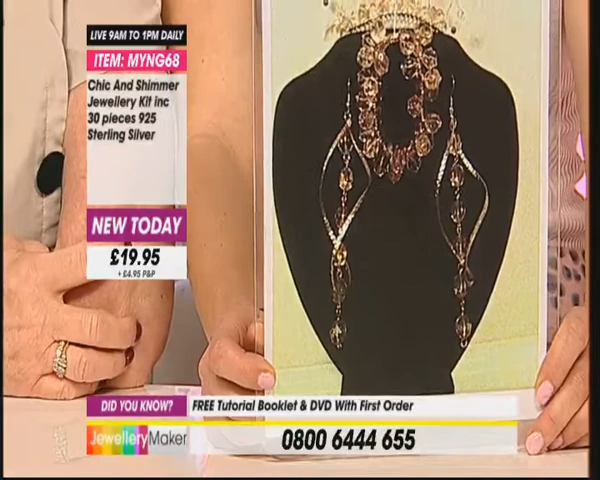 LIVE 9AM TO 1PM DAILY
ITEM: MYNG68
Chic And Shimmer
Jewellery Kit inc
30 pieces 925
Sterling Silver
NEW TODAY
£19.95
+ £4.95 P&P
DID YOU KNOW?
FREE Tutorial Booklet & DVD With First Order
JewelleryMaker
0800 6444 655